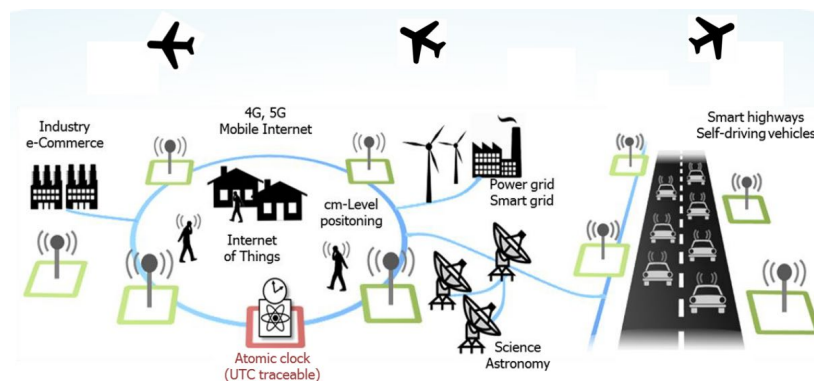 Industry
e-Commerce
4G, 5G
Mobile Internet
Smart highways
Self-driving vehicles
Power grid
Smart grid
cm-Level
positoning
Internet
of Things
Science
Astronomy
Atomic clock
(UTC traceable)